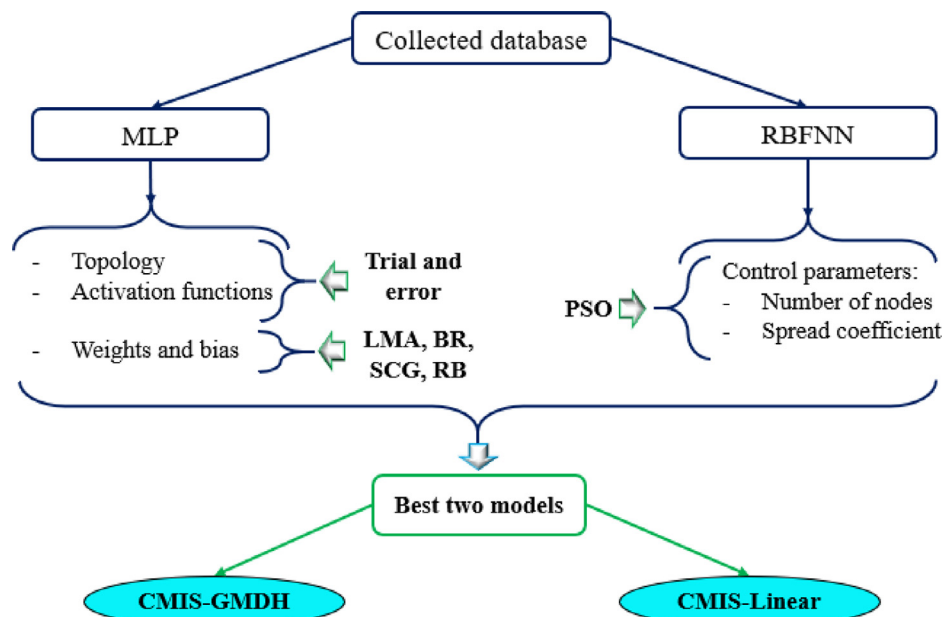 Collected database
MLP
RBFNN
- Topology
- Activation functions
Trial and
error
- Weights and bias
LMA, BR,
SCG, RB
PSO
Control parameters:
- Number of nodes
- Spread coefficient
Best two models
CMIS-GMDH
CMIS-Linear